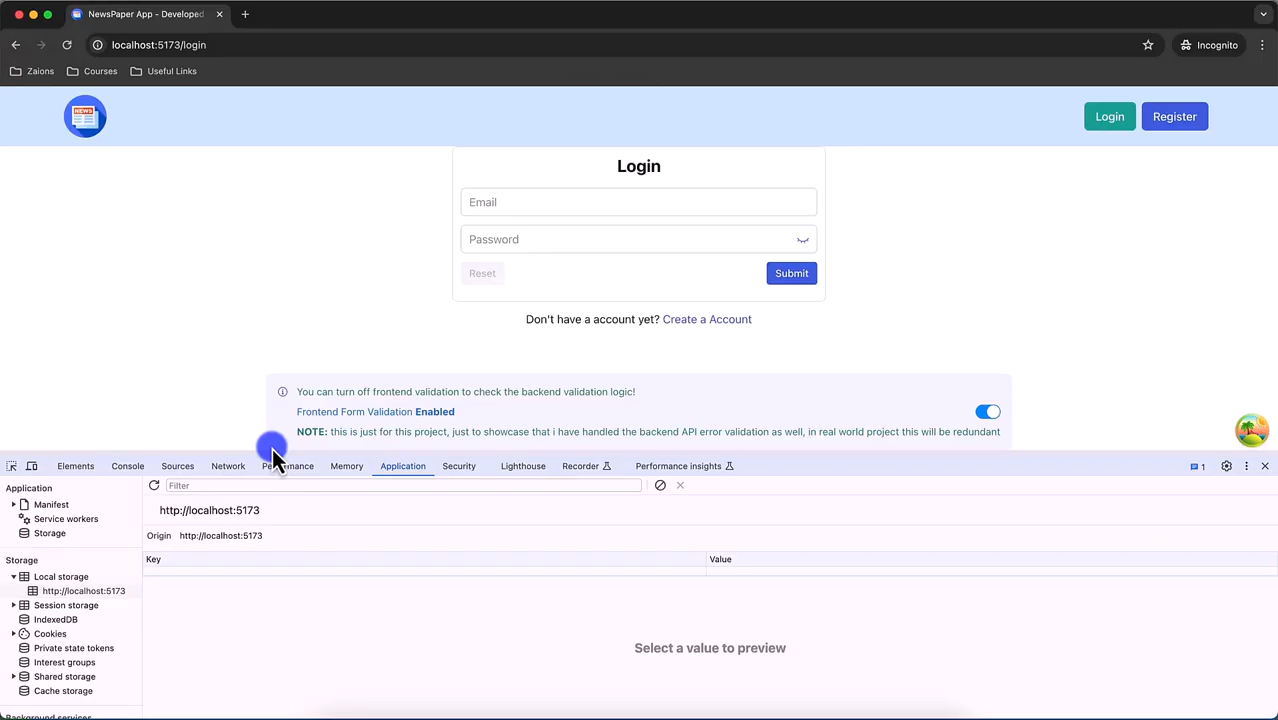 NewsPaper App - Developed
localhost:5173/login
Incognito
Zaions Courses Useful Links
NEWS
Login Register
Login
Email
Password
Reset Submit
Don't have a account yet? Create a Account
You can turn off frontend validation to check the backend validation logic!
Frontend Form Validation Enabled
NOTE: this is just for this project, just to showcase that i have handled the backend API error validation as well, in real world project this will be redundant
Elements Console Sources Network Performance Memory Application Security Lighthouse Recorder Performance insights 1
Application
Filter
Manifest
http://localhost:5173
Service workers
Storage
Origin http://localhost:5173
Storage
Key Value
Local storage
http://localhost:5173
Session storage
IndexedDB
Cookies
Private state tokens
Select a value to preview
Interest groups
Shared storage
Cache storage
Background services